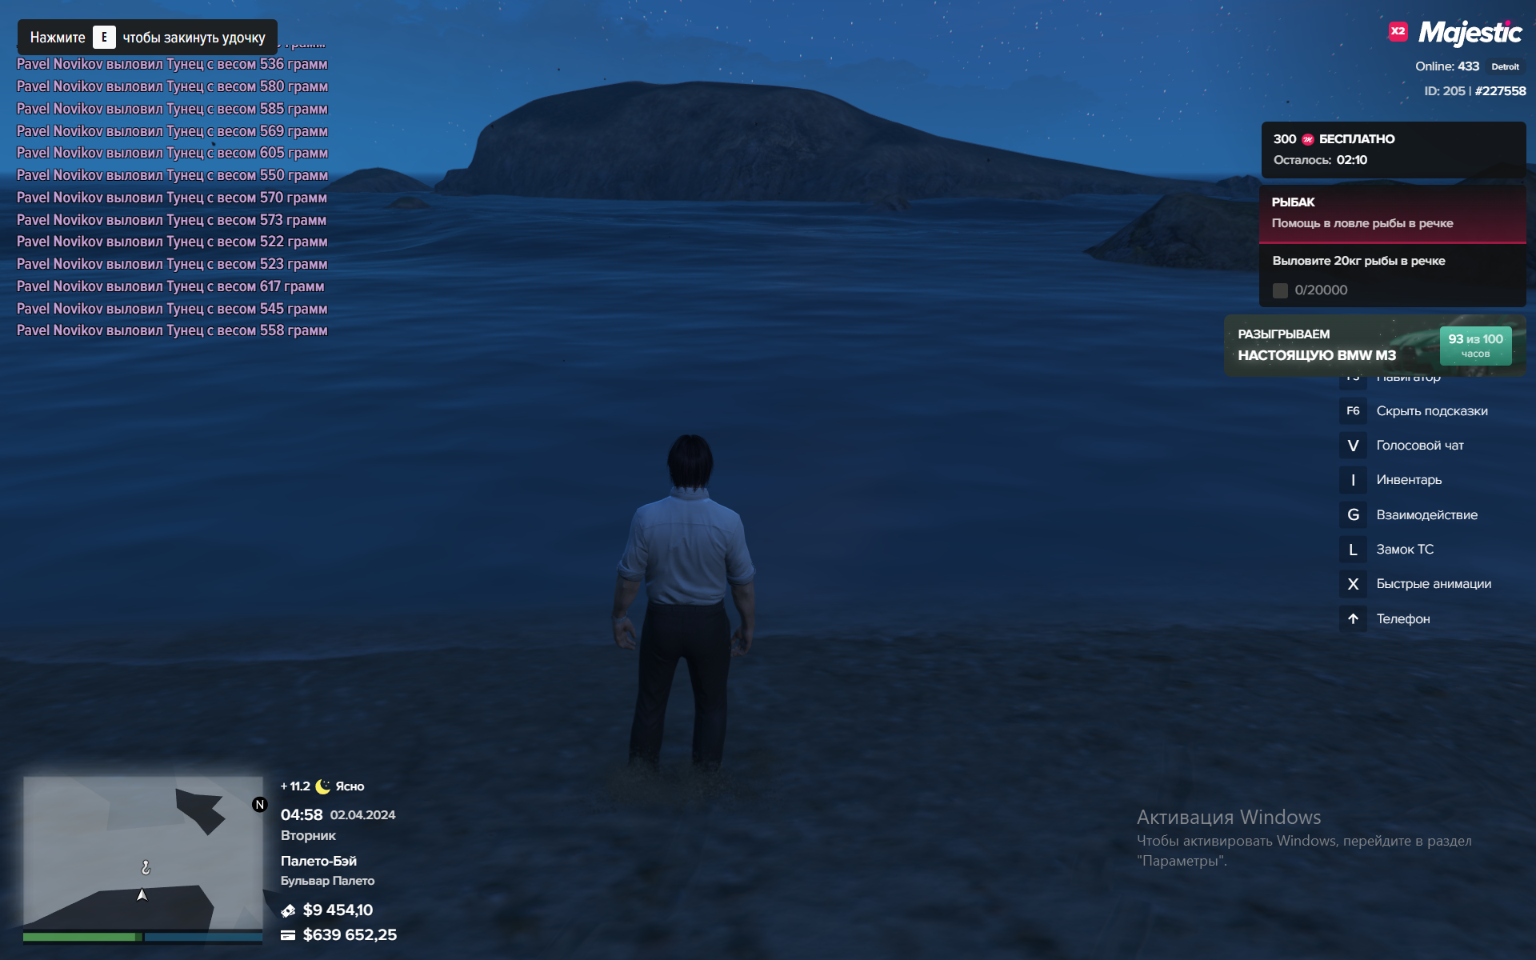 Нажмите E чтобы закинуть удочку
грамм
Pavel Novikov выловил Тунец с весом 536 грамм
Pavel Novikov выловил Тунец с весом 580 грамм
Pavel Novikov выловил Тунец с весом 585 грамм
Pavel Novikov выловил Тунец с весом 569 грамм
Pavel Novikov выловил Тунец с весом 605 грамм
Pavel Novikov выловил Тунец с весом 550 грамм
Pavel Novikov выловил Тунец с весом 570 грамм
Pavel Novikov выловил Тунец с весом 573 грамм
Pavel Novikov выловил Тунец с весом 522 грамм
Pavel Novikov выловил Тунец с весом 523 грамм
Pavel Novikov выловил Тунец с весом 617 грамм
Pavel Novikov выловил Тунец с весом 545 грамм
Pavel Novikov выловил Тунец с весом 558 грамм
X2 Majestic
Online: 433 Detroit
ID: 205 | #227558
300 БЕСПЛАТНО
Осталось: 02:10
РЫБАК
Помощь в ловле рыбы в речке
Выловите 20кг рыбы в речке
0/20000
РАЗЫГРЫВАЕМ
НАСТОЯЩУЮ BMW M3
93 из 100
часов
Навигатор
F6 Скрыть подсказки
V Голосовой чат
I Инвентарь
G Взаимодействие
L Замок ТС
X Быстрые анимации
Телефон
N
+ 11.2 Ясно
04:58 02.04.2024
Вторник
Палето-Бэй
Бульвар Палето
$9 454,10
$639 652,25
Активация Windows
Чтобы активировать Windows, перейдите в раздел
"Параметры".